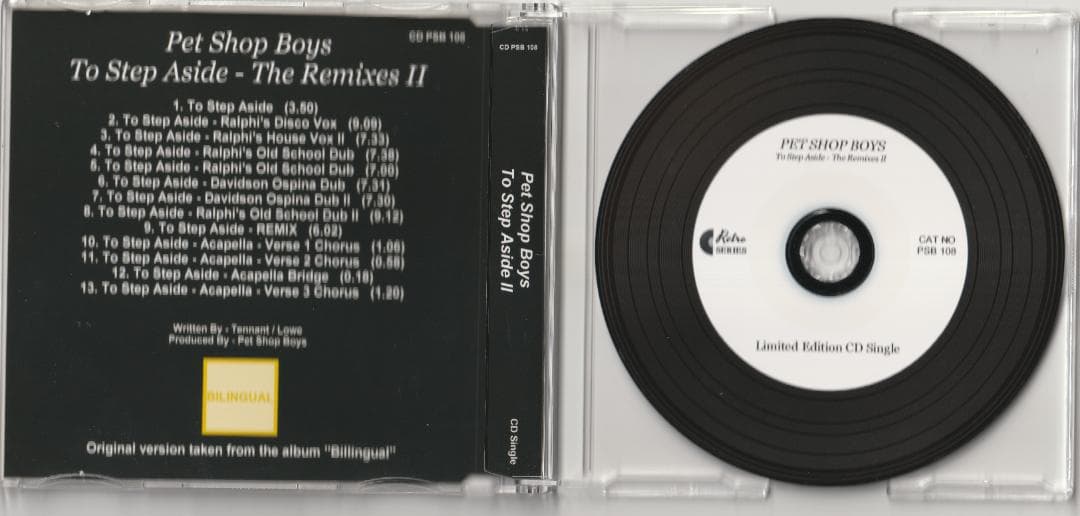 CD PSB 108
Pet Shop Boys
To Step Aside - The Remixes II
1. To Step Aside (3.50)
2. To Step Aside - Ralphi's Disco Vox (9.09)
3. To Step Aside - Ralphi's House Vox II (7.33)
4. To Step Aside - Ralphi's Old School Dub (7.38)
5. To Step Aside - Ralphi's Old School Dub (7.00)
6. To Step Aside - Davidson Ospina Dub (7.31)
7. To Step Aside - Davidson Ospina Dub II (7.30)
8. To Step Aside - Ralphi's Old School Dub II (9.12)
9. To Step Aside - REMIX (6.02)
10. To Step Aside - Acapella - Verse 1 Chorus (1.06)
11. To Step Aside - Acapella - Verse 2 Chorus (0.58)
12. To Step Aside - Acapella Bridge (0.18)
13. To Step Aside - Acapella - Verse 3 Chorus (1.20)
Written By - Tennant / Lowe
Produced By - Pet Shop Boys
BILINGUAL
Original version taken from the album "Billingual"
CD PSB 108
Pet Shop Boys
To Step Aside II
CD Single
PET SHOP BOYS
To Step Aside - The Remixes II
Retro
SERIES
CAT NO
PSB 108
Limited Edition CD Single